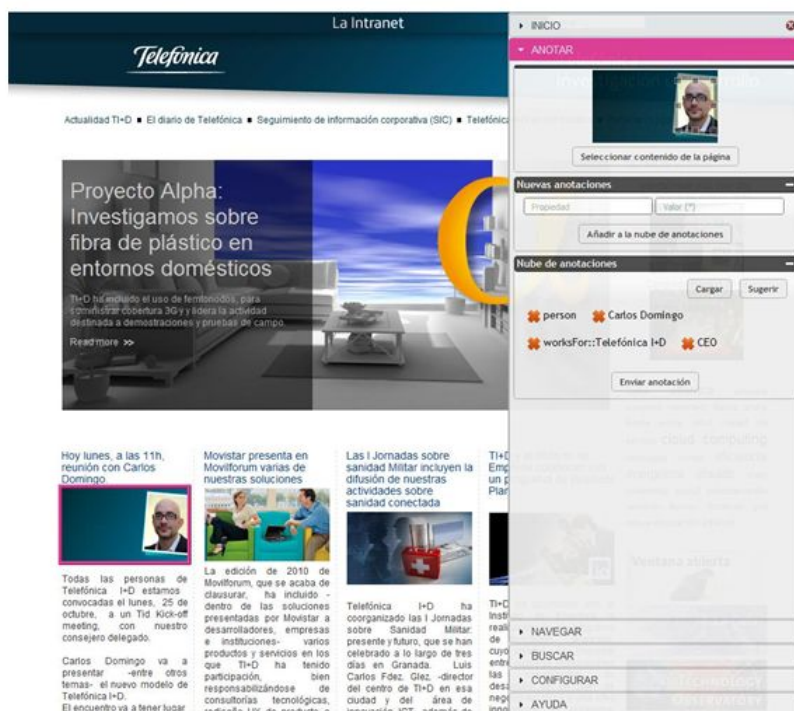 La Intranet
Telefónica
Actualidad TI+D ■ El diario de Telefónica ■ Seguimiento de información corporativa (SIC) ■ Telefónica
Proyecto Alpha:
Investigamos sobre
fibra de plástico en
entornos domésticos
TI+D ha incluido el uso de femtonodos, para
suministrar cobertura 3G y y lidera la actividad
destinada a demostraciones y pruebas de campo.
Read more >>
Hoy lunes, a las 11h,
reunión con Carlos
Domingo
Todas las personas de
Telefónica I+D estamos
convocadas el lunes, 25 de
octubre, a un Tid Kick-off
meeting, con nuestro
consejero delegado.
Carlos Domingo va a
presentar -entre otros
temas- el nuevo modelo de
Telefónica I+D.
El encuentro va a tener lugar
Movistar presenta en
Movilforum varias de
nuestras soluciones
La edición de 2010 de
Movilforum, que se acaba de
clausurar, ha incluido -
dentro de las soluciones
presentadas por Movistar a
desarrolladores, empresas
e instituciones- varios
productos y servicios en los
que TI+D ha tenido
participación, bien
responsabilizándose de
consultorías tecnológicas,
Las I Jornadas sobre
sanidad Militar incluyen la
difusión de nuestras
actividades sobre
sanidad conectada
Telefónica I+D ha
coorganizado las I Jornadas
sobre Sanidad Militar:
presente y futuro, que se han
celebrado a lo largo de tres
días en Granada. Luis
Carlos Fdez. Glez. -director
del centro de TI+D en esa
ciudad y del área de
innovación ICT- además de
INICIO
ANOTAR
Seleccionar contenido de la página
Nuevas anotaciones
Propiedad
Valor (*)
Añadir a la nube de anotaciones
Nube de anotaciones
Cargar Sugerir
person Carlos Domingo
worksFor::Telefónica I+D CEO
Enviar anotación
cloud computing
Ventana abierta
NAVEGAR
BUSCAR
CONFIGURAR
AYUDA